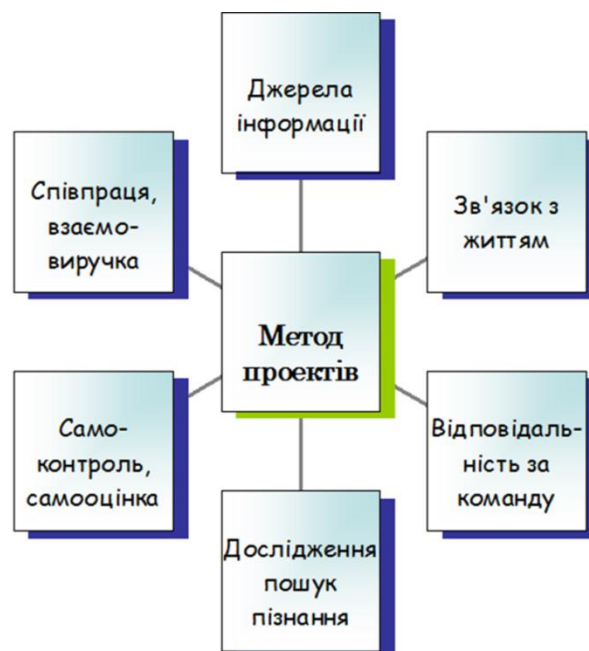 Джерела
інформації
Співпраця,
взаємо-
виручка
Зв'язок з
життям
Метод
проектів
Само-
контроль,
самооцінка
Відповідаль-
ність за
команду
Дослідження
пошук
пізнання